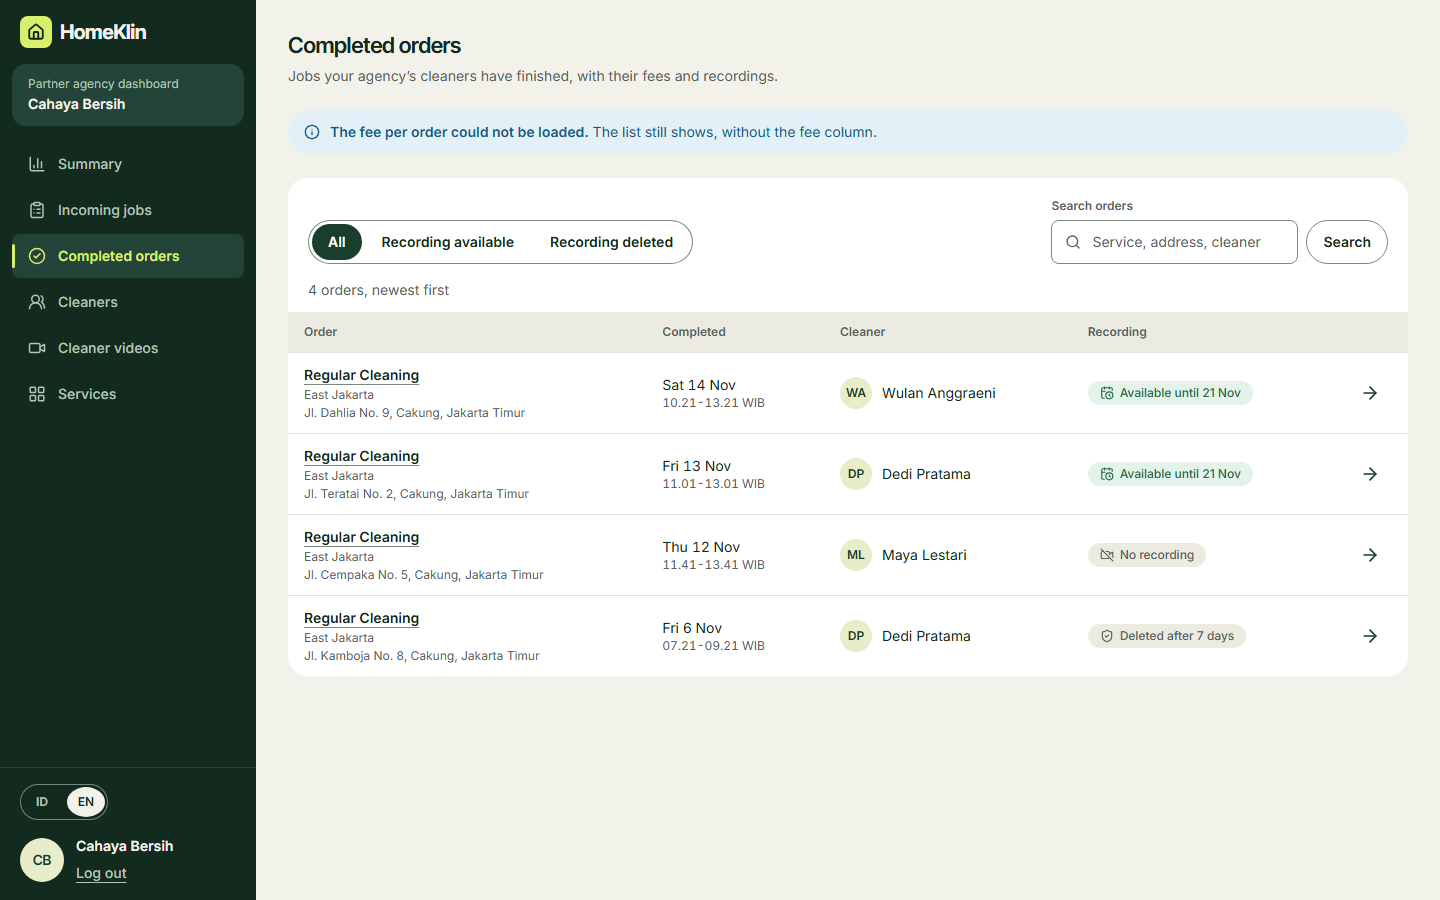 HomeKlin
Partner agency dashboard
Cahaya Bersih
Summary
Incoming jobs
Completed orders
Cleaners
Cleaner videos
Services
ID
EN
CB
Cahaya Bersih
Log out
Completed orders
Jobs your agency’s cleaners have finished, with their fees and recordings.
The fee per order could not be loaded. The list still shows, without the fee column.
All
Recording available
Recording deleted
Search orders
Service, address, cleaner
Search
4 orders, newest first
Order
Completed
Cleaner
Recording
Regular Cleaning
East Jakarta
Jl. Dahlia No. 9, Cakung, Jakarta Timur
Sat 14 Nov
10.21-13.21 WIB
WA
Wulan Anggraeni
Available until 21 Nov
Regular Cleaning
East Jakarta
Jl. Teratai No. 2, Cakung, Jakarta Timur
Fri 13 Nov
11.01-13.01 WIB
DP
Dedi Pratama
Available until 21 Nov
Regular Cleaning
East Jakarta
Jl. Cempaka No. 5, Cakung, Jakarta Timur
Thu 12 Nov
11.41-13.41 WIB
ML
Maya Lestari
No recording
Regular Cleaning
East Jakarta
Jl. Kamboja No. 8, Cakung, Jakarta Timur
Fri 6 Nov
07.21-09.21 WIB
DP
Dedi Pratama
Deleted after 7 days